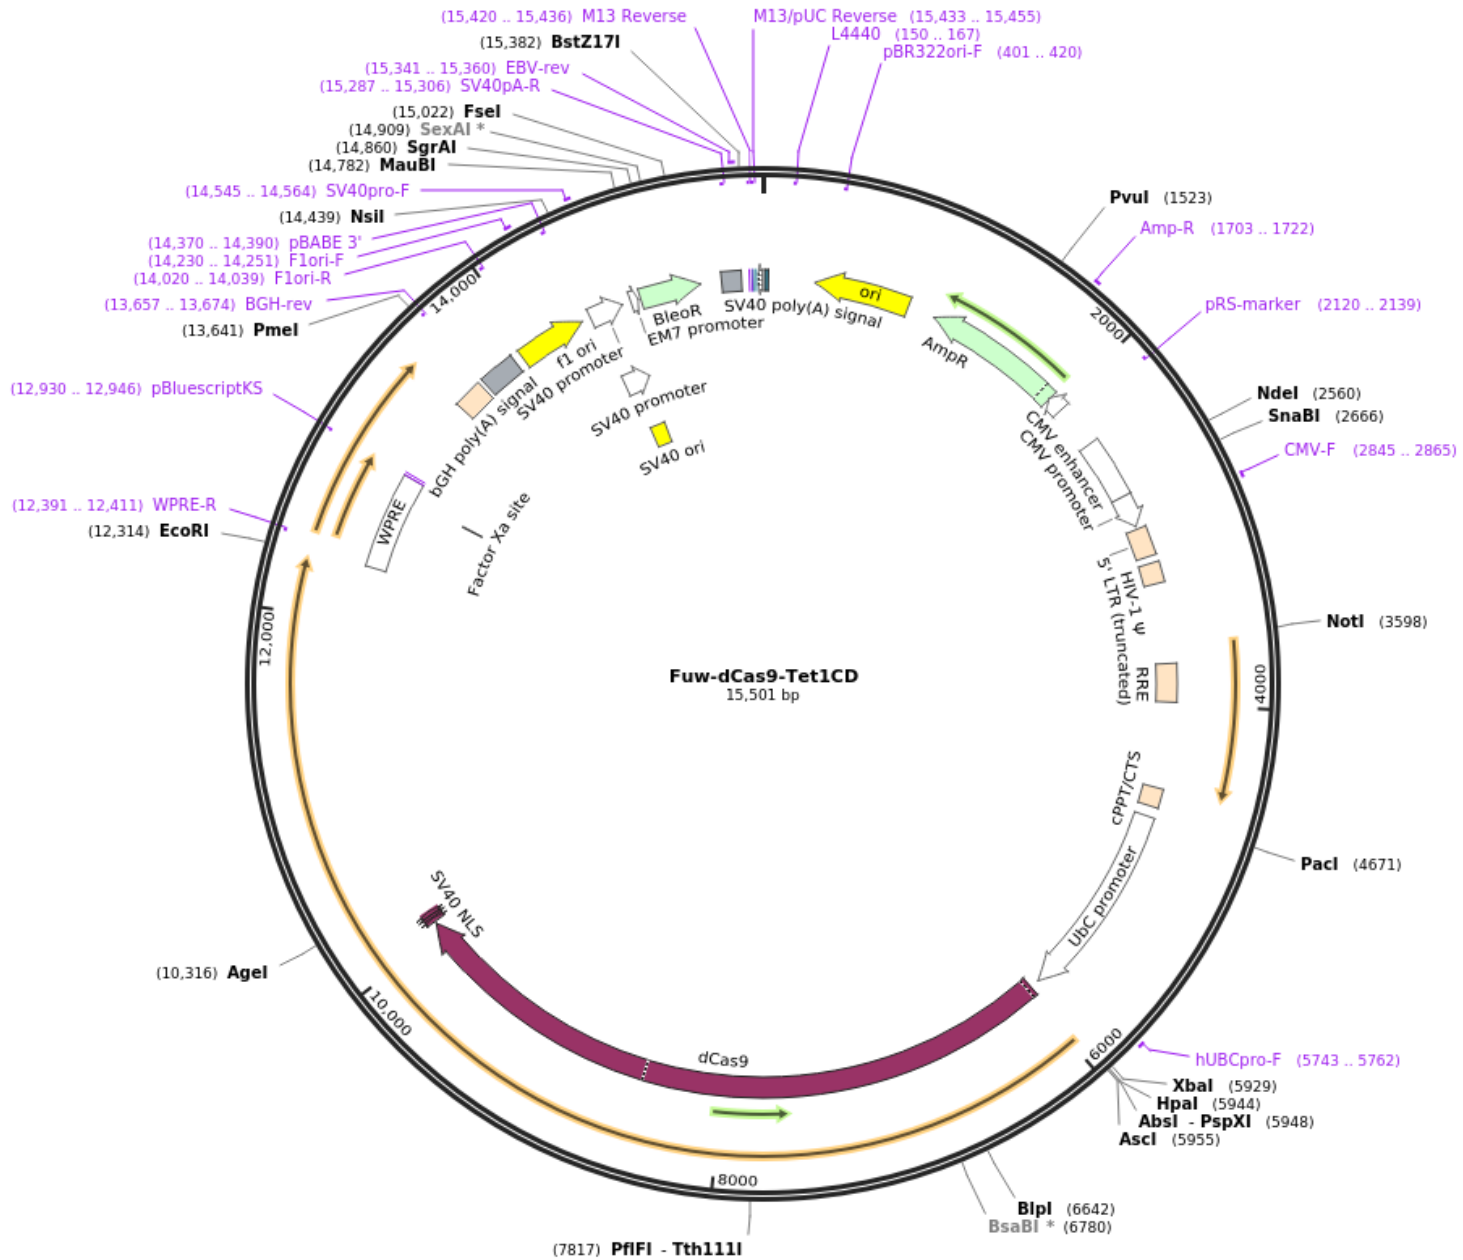 (15,420 .. 15,436) M13 Reverse
M13/pUC Reverse (15,433 .. 15,455)
L4440 (150 .. 167)
pBR322ori-F (401 .. 420)
(15,382) BstZ17I
(15,341 .. 15,360) EBV-rev
(15,287 .. 15,306) SV40pA-R
(15,022) FseI
(14,909) SexAI *
(14,860) SgrAI
(14,782) MauBI
(14,545 .. 14,564) SV40pro-F
(14,439) NsiI
(14,370 .. 14,390) pBABE 3'
(14,230 .. 14,251) F1ori-F
(14,020 .. 14,039) F1ori-R
(13,657 .. 13,674) BGH-rev
(13,641) PmeI
(12,930 .. 12,946) pBluescriptKS
(12,391 .. 12,411) WPRE-R
(12,314) EcoRI
(10,316) AgeI
(7817) PflFI - Tth111I
PvuI (1523)
Amp-R (1703 .. 1722)
pRS-marker (2120 .. 2139)
NdeI (2560)
SnaBI (2666)
CMV-F (2845 .. 2865)
NotI (3598)
PacI (4671)
hUBCpro-F (5743 .. 5762)
XbaI (5929)
HpaI (5944)
AbsI - PspXI (5948)
AscI (5955)
BlpI (6642)
BsaBI * (6780)
2000
4000
6000
8000
10,000
12,000
14,000
ori
AmpR
CMV enhancer
CMV promoter
5' LTR (truncated)
HIV-1 Ψ
RRE
cPPT/CTS
UbC promoter
dCas9
SV40 NLS
WPRE
Factor Xa site
bGH poly(A) signal
f1 ori
SV40 promoter
SV40 promoter
SV40 ori
EM7 promoter
BleoR
SV40 poly(A) signal
Fuw-dCas9-Tet1CD
15,501 bp